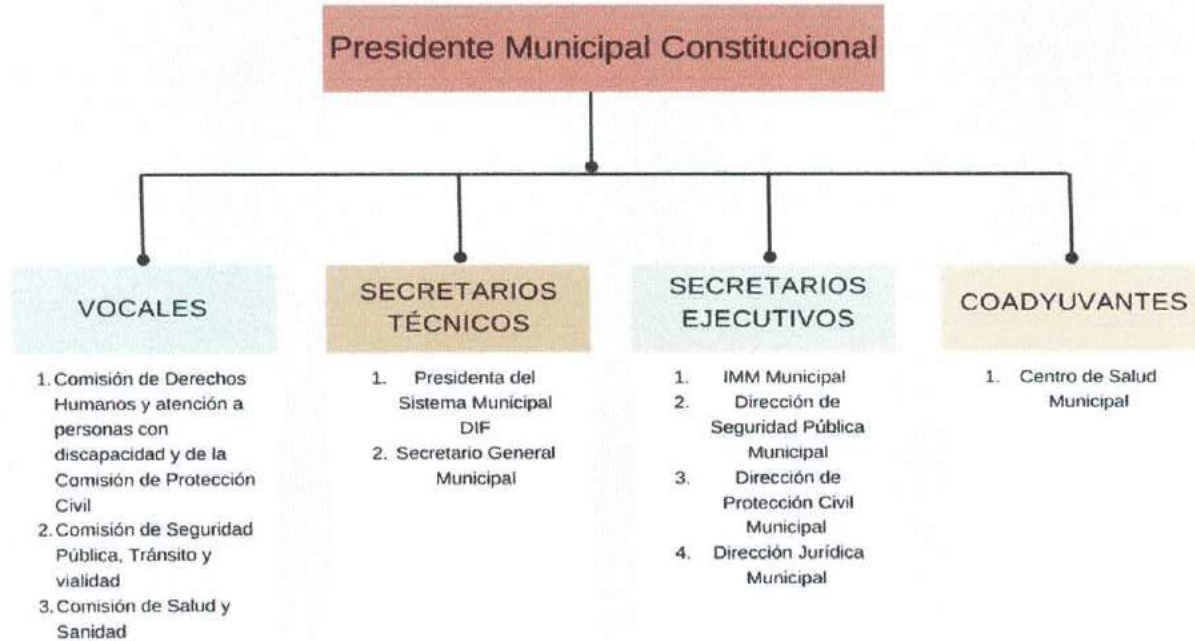 Presidente Municipal Constitucional
VOCALES
1. Comisión de Derechos
Humanos y atención a
personas con
discapacidad y de la
Comisión de Protección
Civil
2. Comisión de Seguridad
Pública, Tránsito y
vialidad
3. Comisión de Salud y
Sanidad
SECRETARIOS
TÉCNICOS
1. Presidenta del
Sistema Municipal
DIF
2. Secretario General
Municipal
SECRETARIOS
EJECUTIVOS
1. IMM Municipal
2. Dirección de
Seguridad Pública
Municipal
3. Dirección de
Protección Civil
Municipal
4. Dirección Jurídica
Municipal
COADYUVANTES
1. Centro de Salud
Municipal